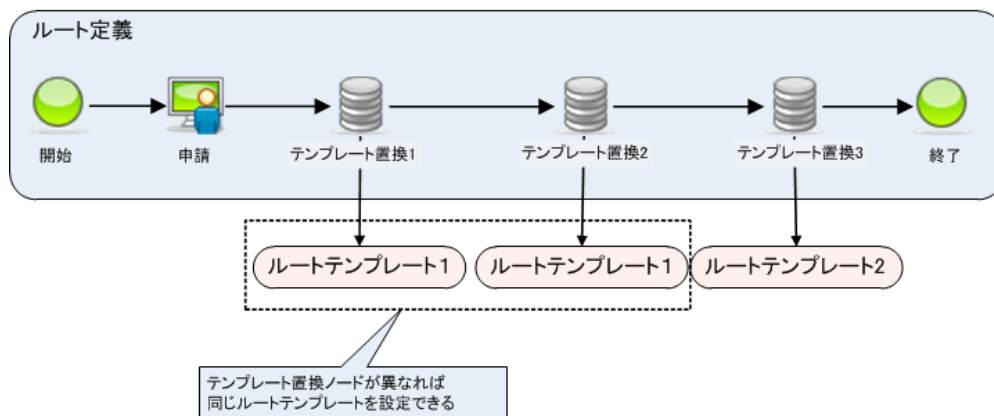 ルート定義
開始
申請
テンプレート置換1
テンプレート置換2
テンプレート置換3
終了
ルートテンプレート1
ルートテンプレート1
ルートテンプレート2
テンプレート置換ノードが異なれば
同じルートテンプレートを設定できる